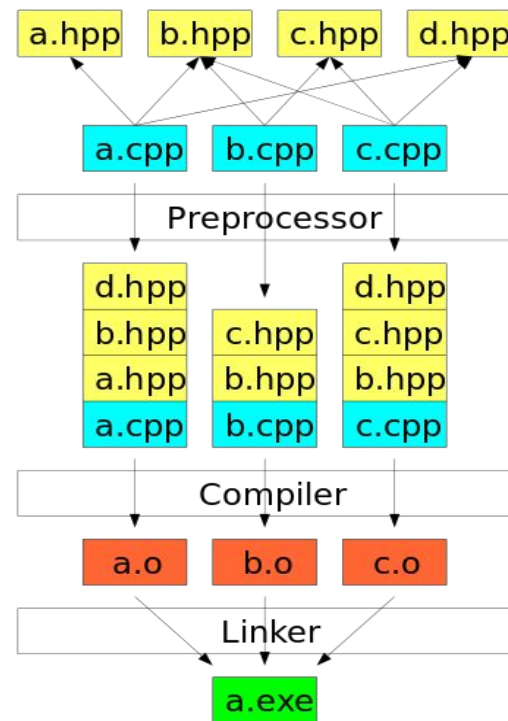 a.hpp b.hpp c.hpp d.hpp
a.cpp b.cpp c.cpp
Preprocessor
d.hpp d.hpp
b.hpp c.hpp c.hpp
a.hpp b.hpp b.hpp
a.cpp b.cpp c.cpp
Compiler
a.o b.o c.o
Linker
a.exe